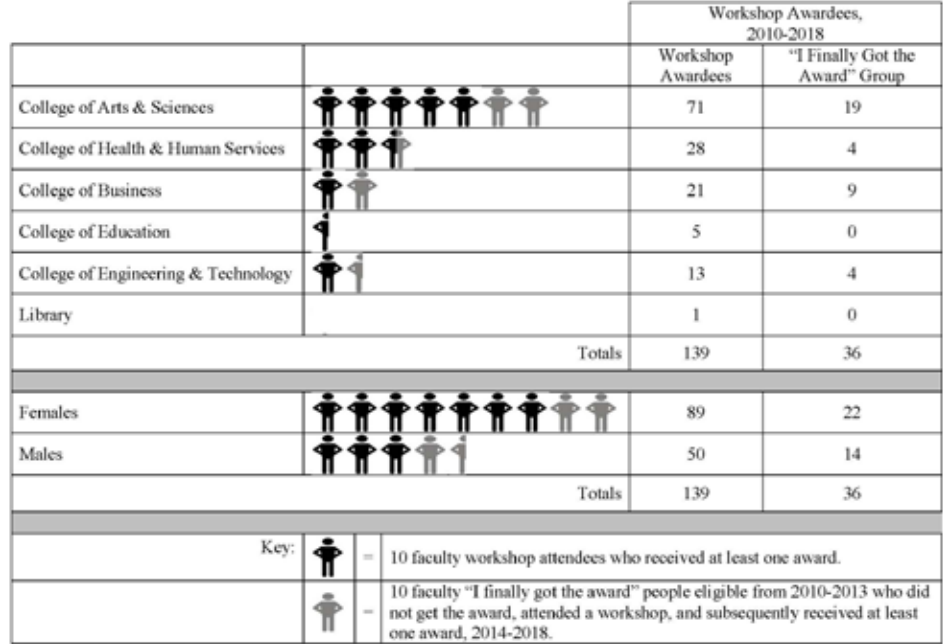 Workshop Awardees,
2010-2018
Workshop
Awardees
“I Finally Got the
Award” Group
College of Arts & Sciences 71 19
College of Health & Human Services 28 4
College of Business 21 9
College of Education 5 0
College of Engineering & Technology 13 4
Library 1 0
Totals 139 36
Females 89 22
Males 50 14
Totals 139 36
Key: = 10 faculty workshop attendees who received at least one award.
= 10 faculty “I finally got the award” people eligible from 2010-2013 who did
not get the award, attended a workshop, and subsequently received at least
one award, 2014-2018.